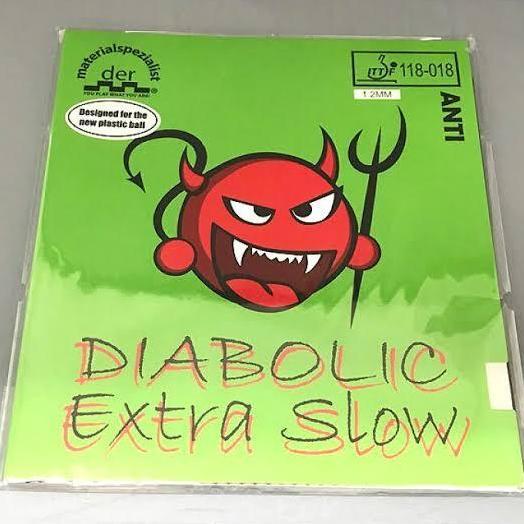 materialspezialist
der
YOU PLAY WHAT YOU ARE!
Designed for the
new plastic ball
ITTF 118-018
1.2MM
ANTI
DIABOLIC
Extra Slow